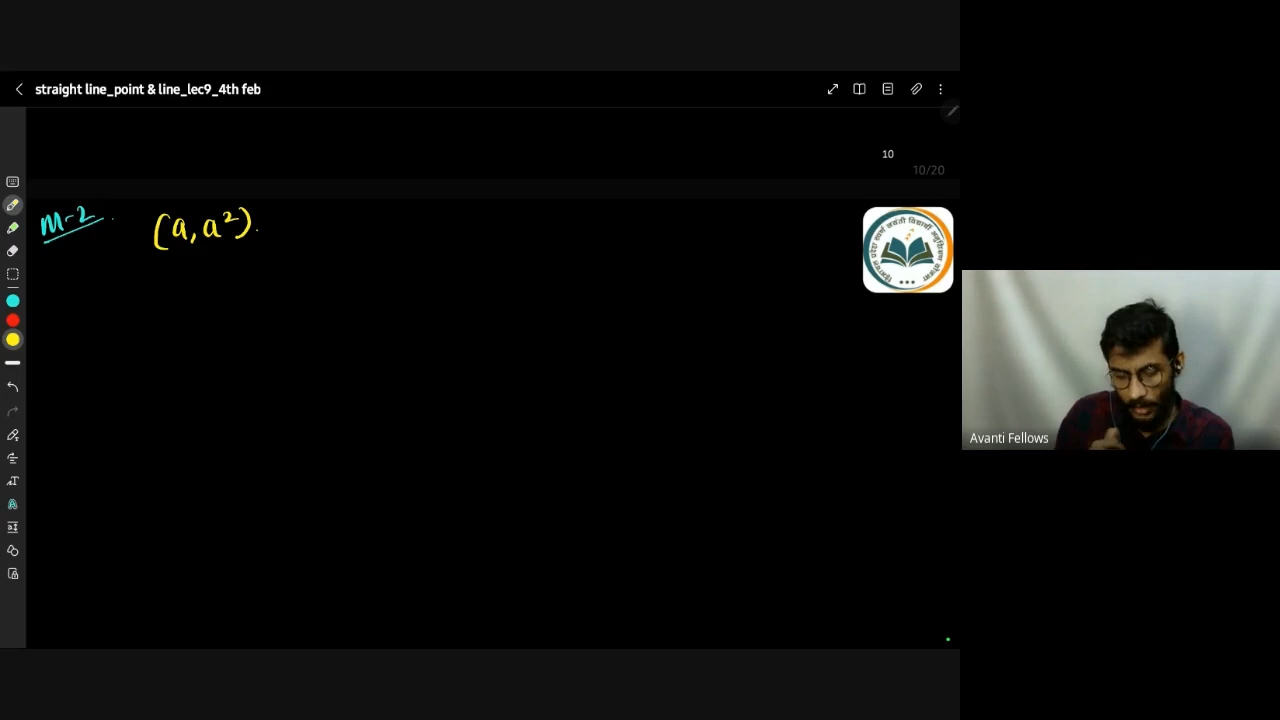 straight line_point & line_lec9_4th feb
10
10/20
M-2
(a, a²).
Avanti Fellows